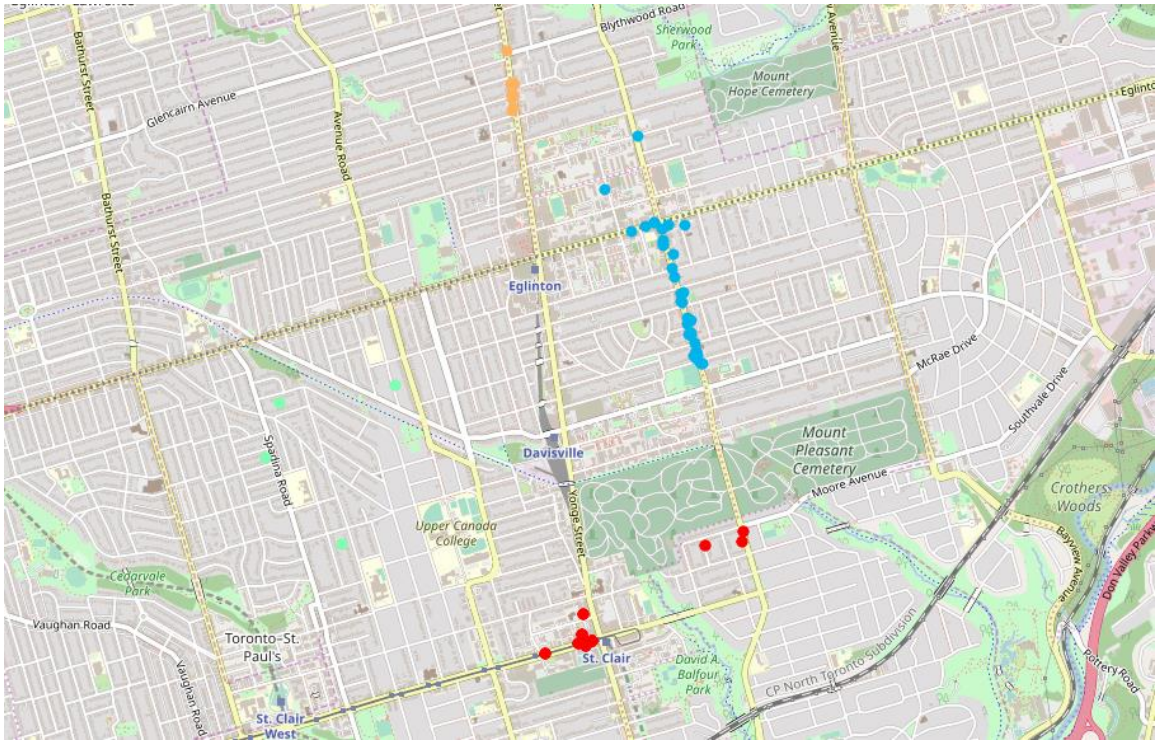 Eglinton-Lawrence
Blythwood Road
Sherwood
Park
Bathurst Street
Mount
Hope Cemetery
Glencairn Avenue
Avenue Road
Bathurst Street
Eglinton
McRae Drive
Southvale Drive
Spadina Road
Davisville
Mount
Pleasant
Cemetery
Moore Avenue
Crothers
Woods
Yonge Street
Upper Canada
College
Bayview Avenue
Don Valley Parkw
Cedarvale
Park
Vaughan Road
Toronto–St.
Paul's
St. Clair
David A.
Balfour
Park
CP North Toronto Subdivision
Pottery Road
Vaughan Road
St. Clair
West